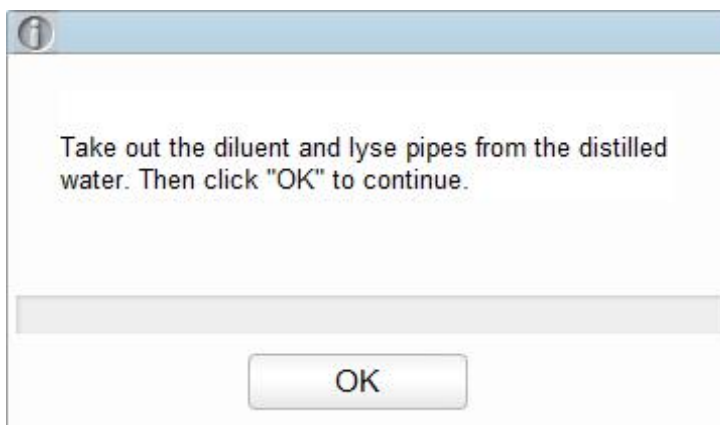 Take out the diluent and lyse pipes from the distilled
water. Then click "OK" to continue.
OK